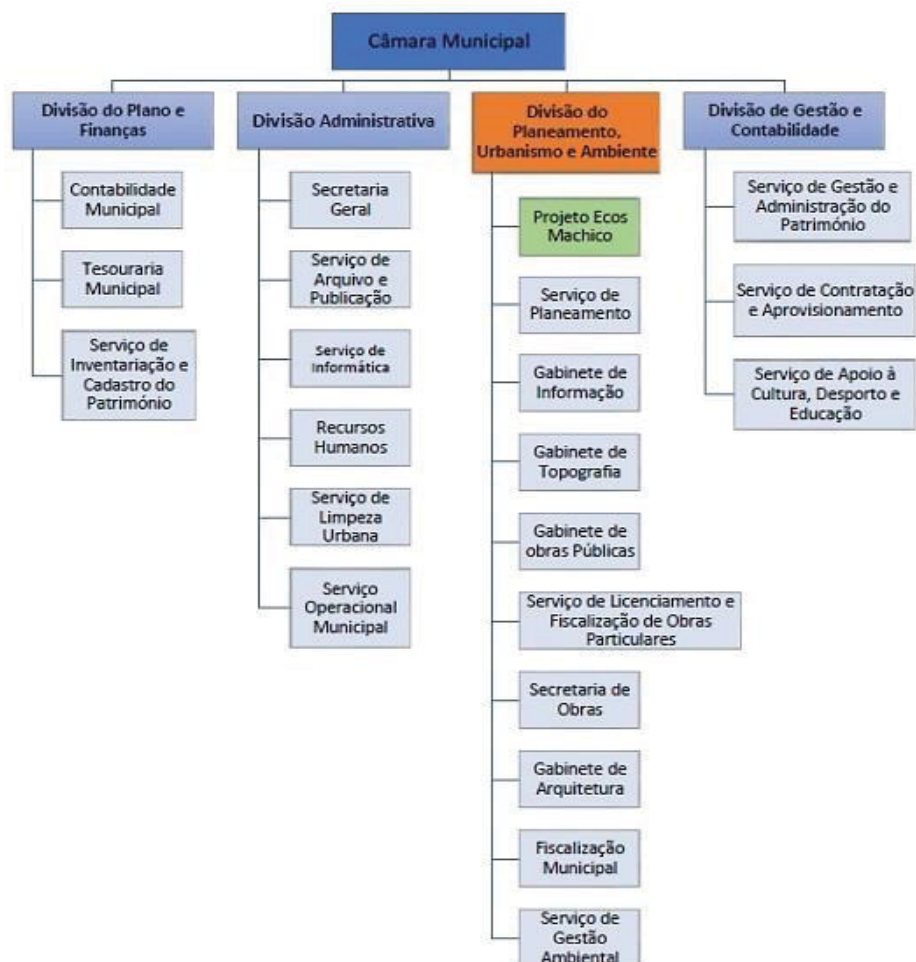 Câmara Municipal
Divisão do Plano e
Finanças
Contabilidade
Municipal
Tesouraria
Municipal
Serviço de
Inventariação e
Cadastro do
Património
Divisão Administrativa
Secretaria
Geral
Serviço de
Arquivo e
Publicação
Serviço de
Informática
Recursos
Humanos
Serviço de
Limpeza
Urbana
Serviço
Operacional
Municipal
Divisão do
Planeamento,
Urbanismo e Ambiente
Projeto Ecos
Machico
Serviço de
Planeamento
Gabinete de
Informação
Gabinete de
Topografia
Gabinete de
obras Públicas
Serviço de Licenciamento e
Fiscalização de Obras
Particulares
Secretaria de
Obras
Gabinete de
Arquitetura
Fiscalização
Municipal
Serviço de
Gestão
Ambiental
Divisão de Gestão e
Contabilidade
Serviço de Gestão e
Administração do
Património
Serviço de Contratação
e Aprovisionamento
Serviço de Apoio à
Cultura, Desporto e
Educação